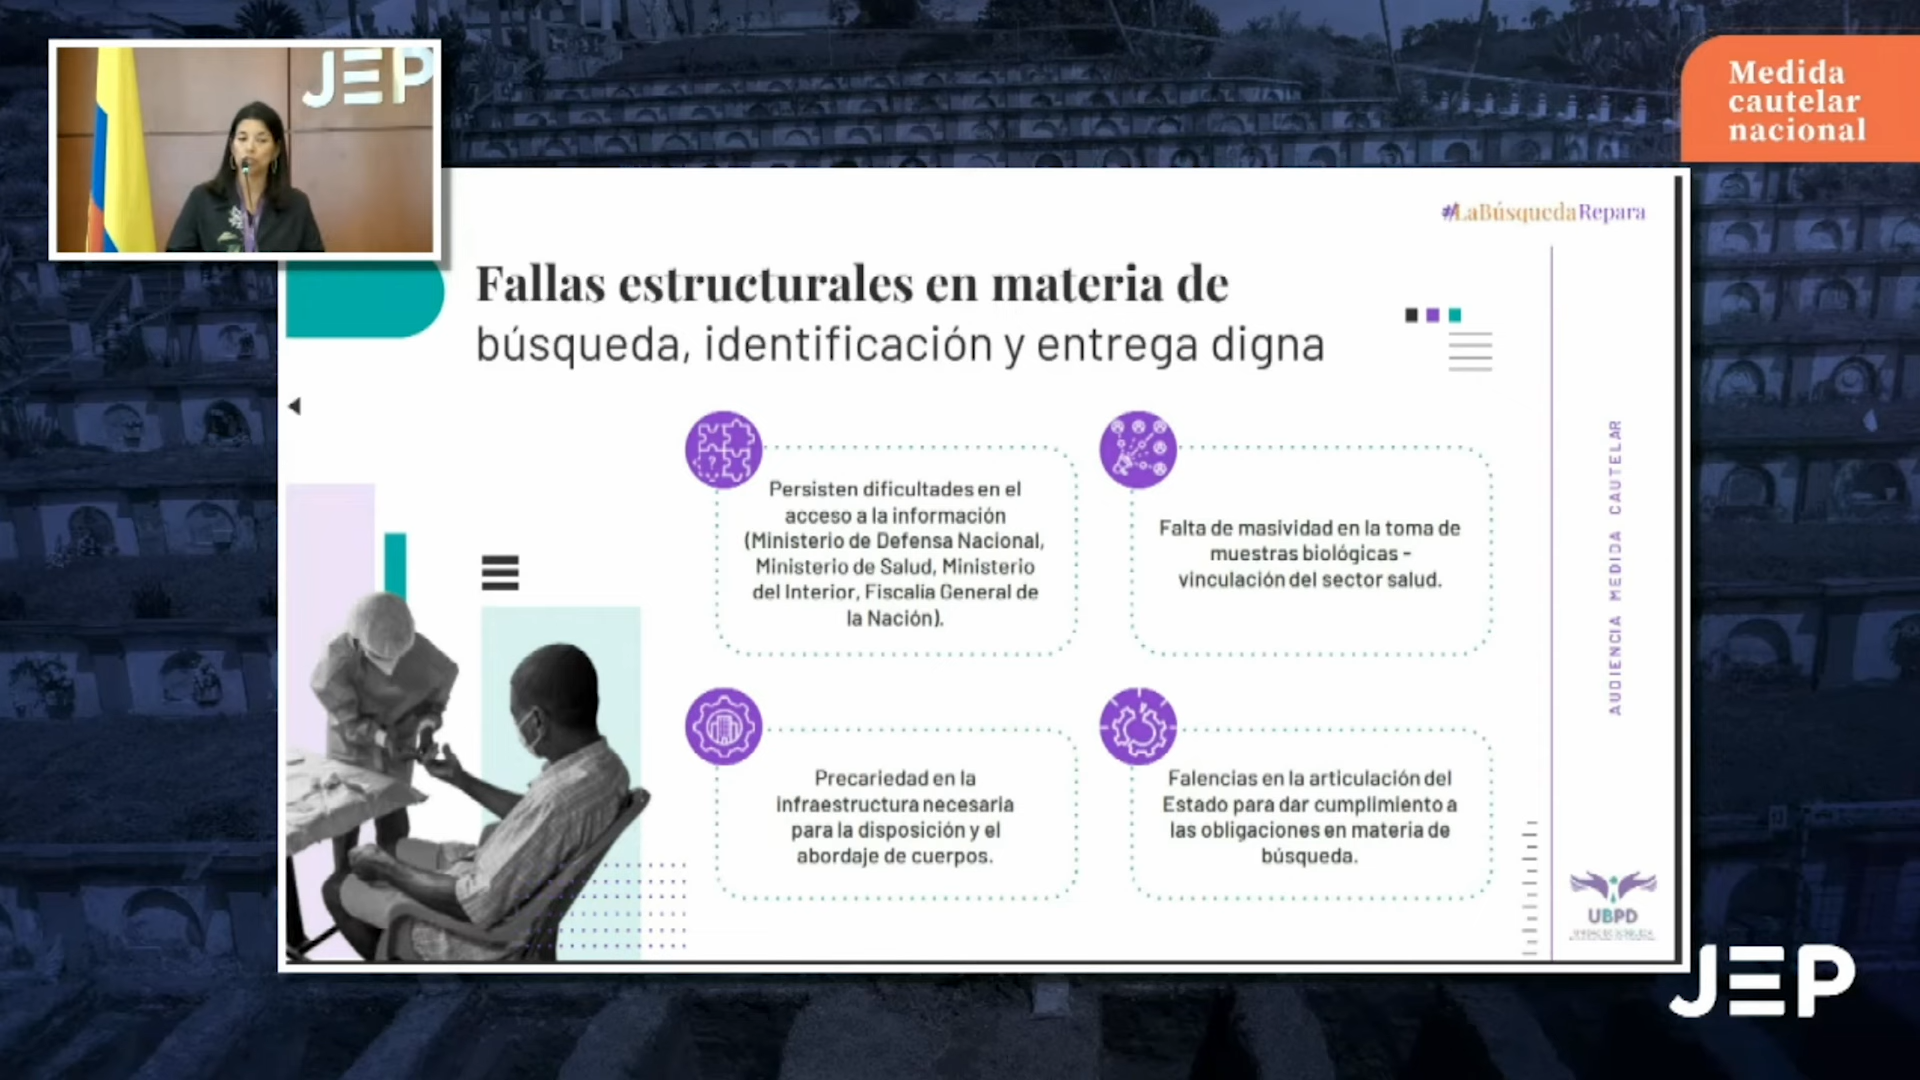 JEP
Medida
cautelar
nacional
#LaBúsquedaRepara
Fallas estructurales en materia de
búsqueda, identificación y entrega digna
Persisten dificultades en el
acceso a la información
(Ministerio de Defensa Nacional,
Ministerio de Salud, Ministerio
del Interior, Fiscalía General de
la Nación).
Falta de masividad en la toma de
muestras biológicas -
vinculación del sector salud.
Precariedad en la
infraestructura necesaria
para la disposición y el
abordaje de cuerpos.
Falencias en la articulación del
Estado para dar cumplimiento a
las obligaciones en materia de
búsqueda.
AUDIENCIA MEDIDA CAUTELAR
UBPD
JEP